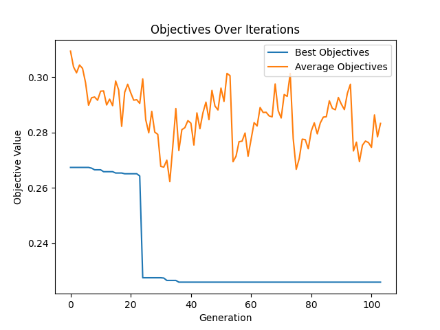 Objectives Over Iterations
Best Objectives
Average Objectives
Objective Value
0.30
0.28
0.26
0.24
0
20
40
60
80
100
Generation